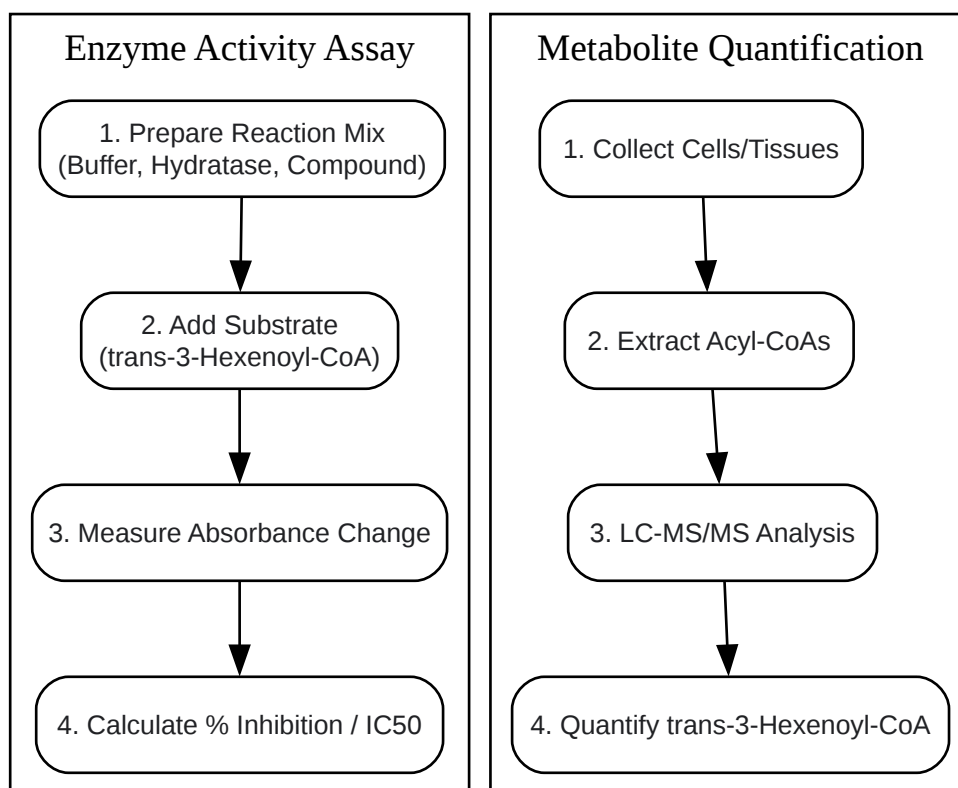 Enzyme Activity Assay
1. Prepare Reaction Mix
(Buffer, Hydratase, Compound)
2. Add Substrate
(trans-3-Hexenoyl-CoA)
3. Measure Absorbance Change
4. Calculate % Inhibition / IC50
Metabolite Quantification
1. Collect Cells/Tissues
2. Extract Acyl-CoAs
3. LC-MS/MS Analysis
4. Quantify trans-3-Hexenoyl-CoA